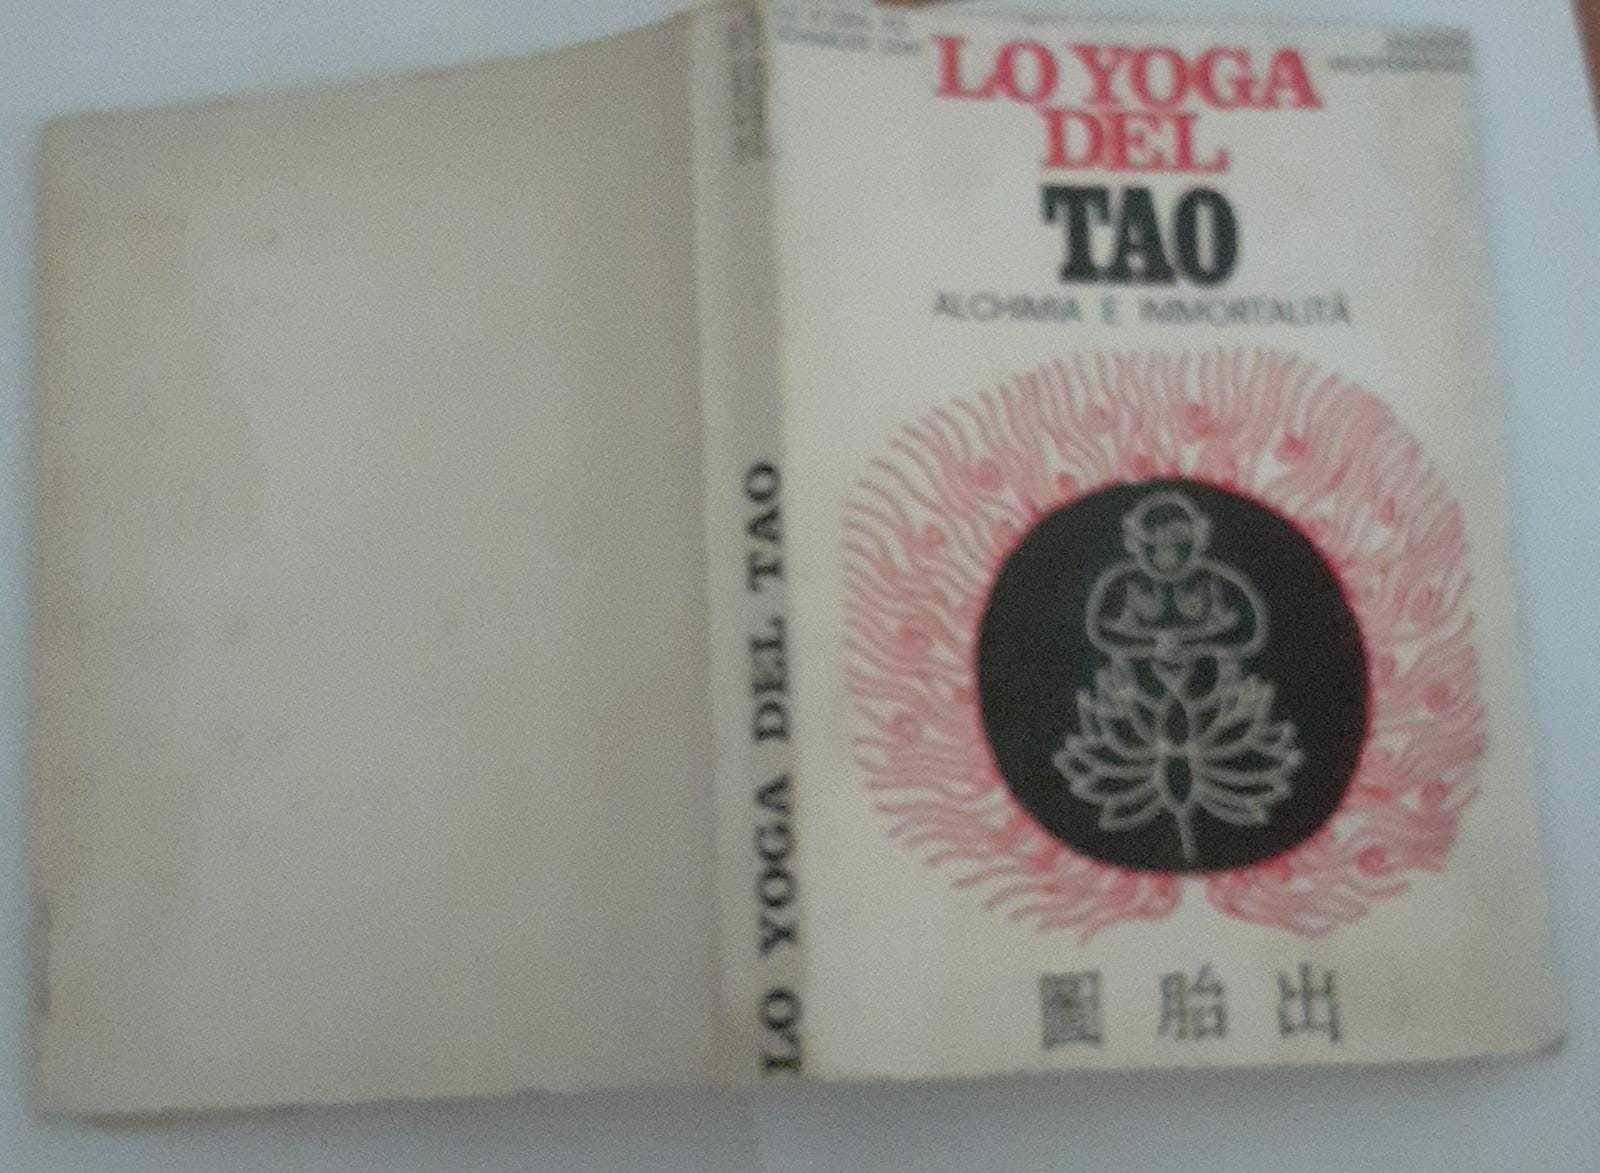 LO YOGA
DEL
TAO
ALCHIMIA E IMMORTALITÀ
圖 胎 出
LO YOGA DEL TAO